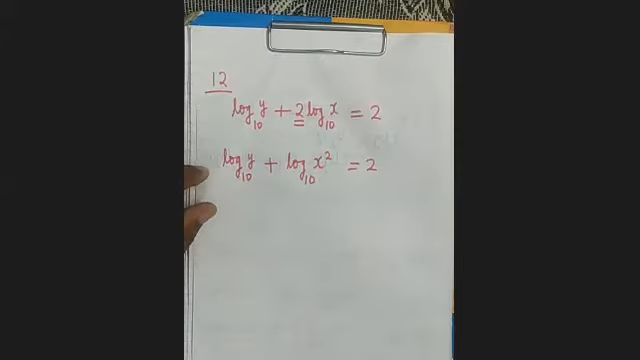 12
log₁₀ y + 2 log₁₀ x = 2
log₁₀ y + log₁₀ x² = 2